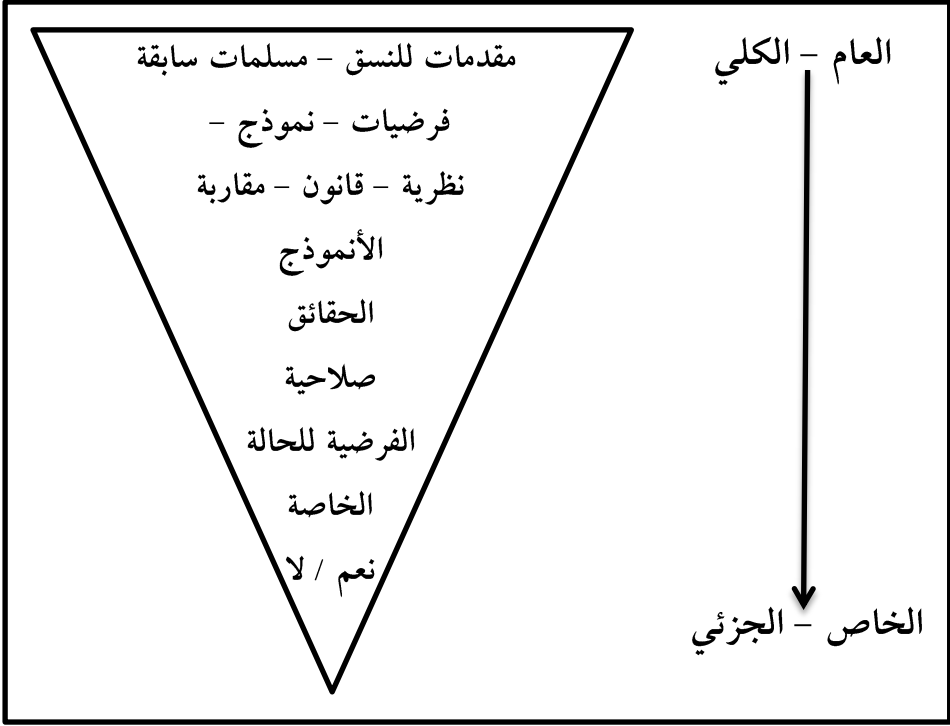 العام – الكلي
مقدمات للنسق – مسلمات سابقة
فرضيات – نموذج –
نظرية – قانون – مقاربة
الأنموذج
الحقائق
صلاحية
الفرضية للحالة
الخاصة
نعم / لا
الخاص – الجزئي